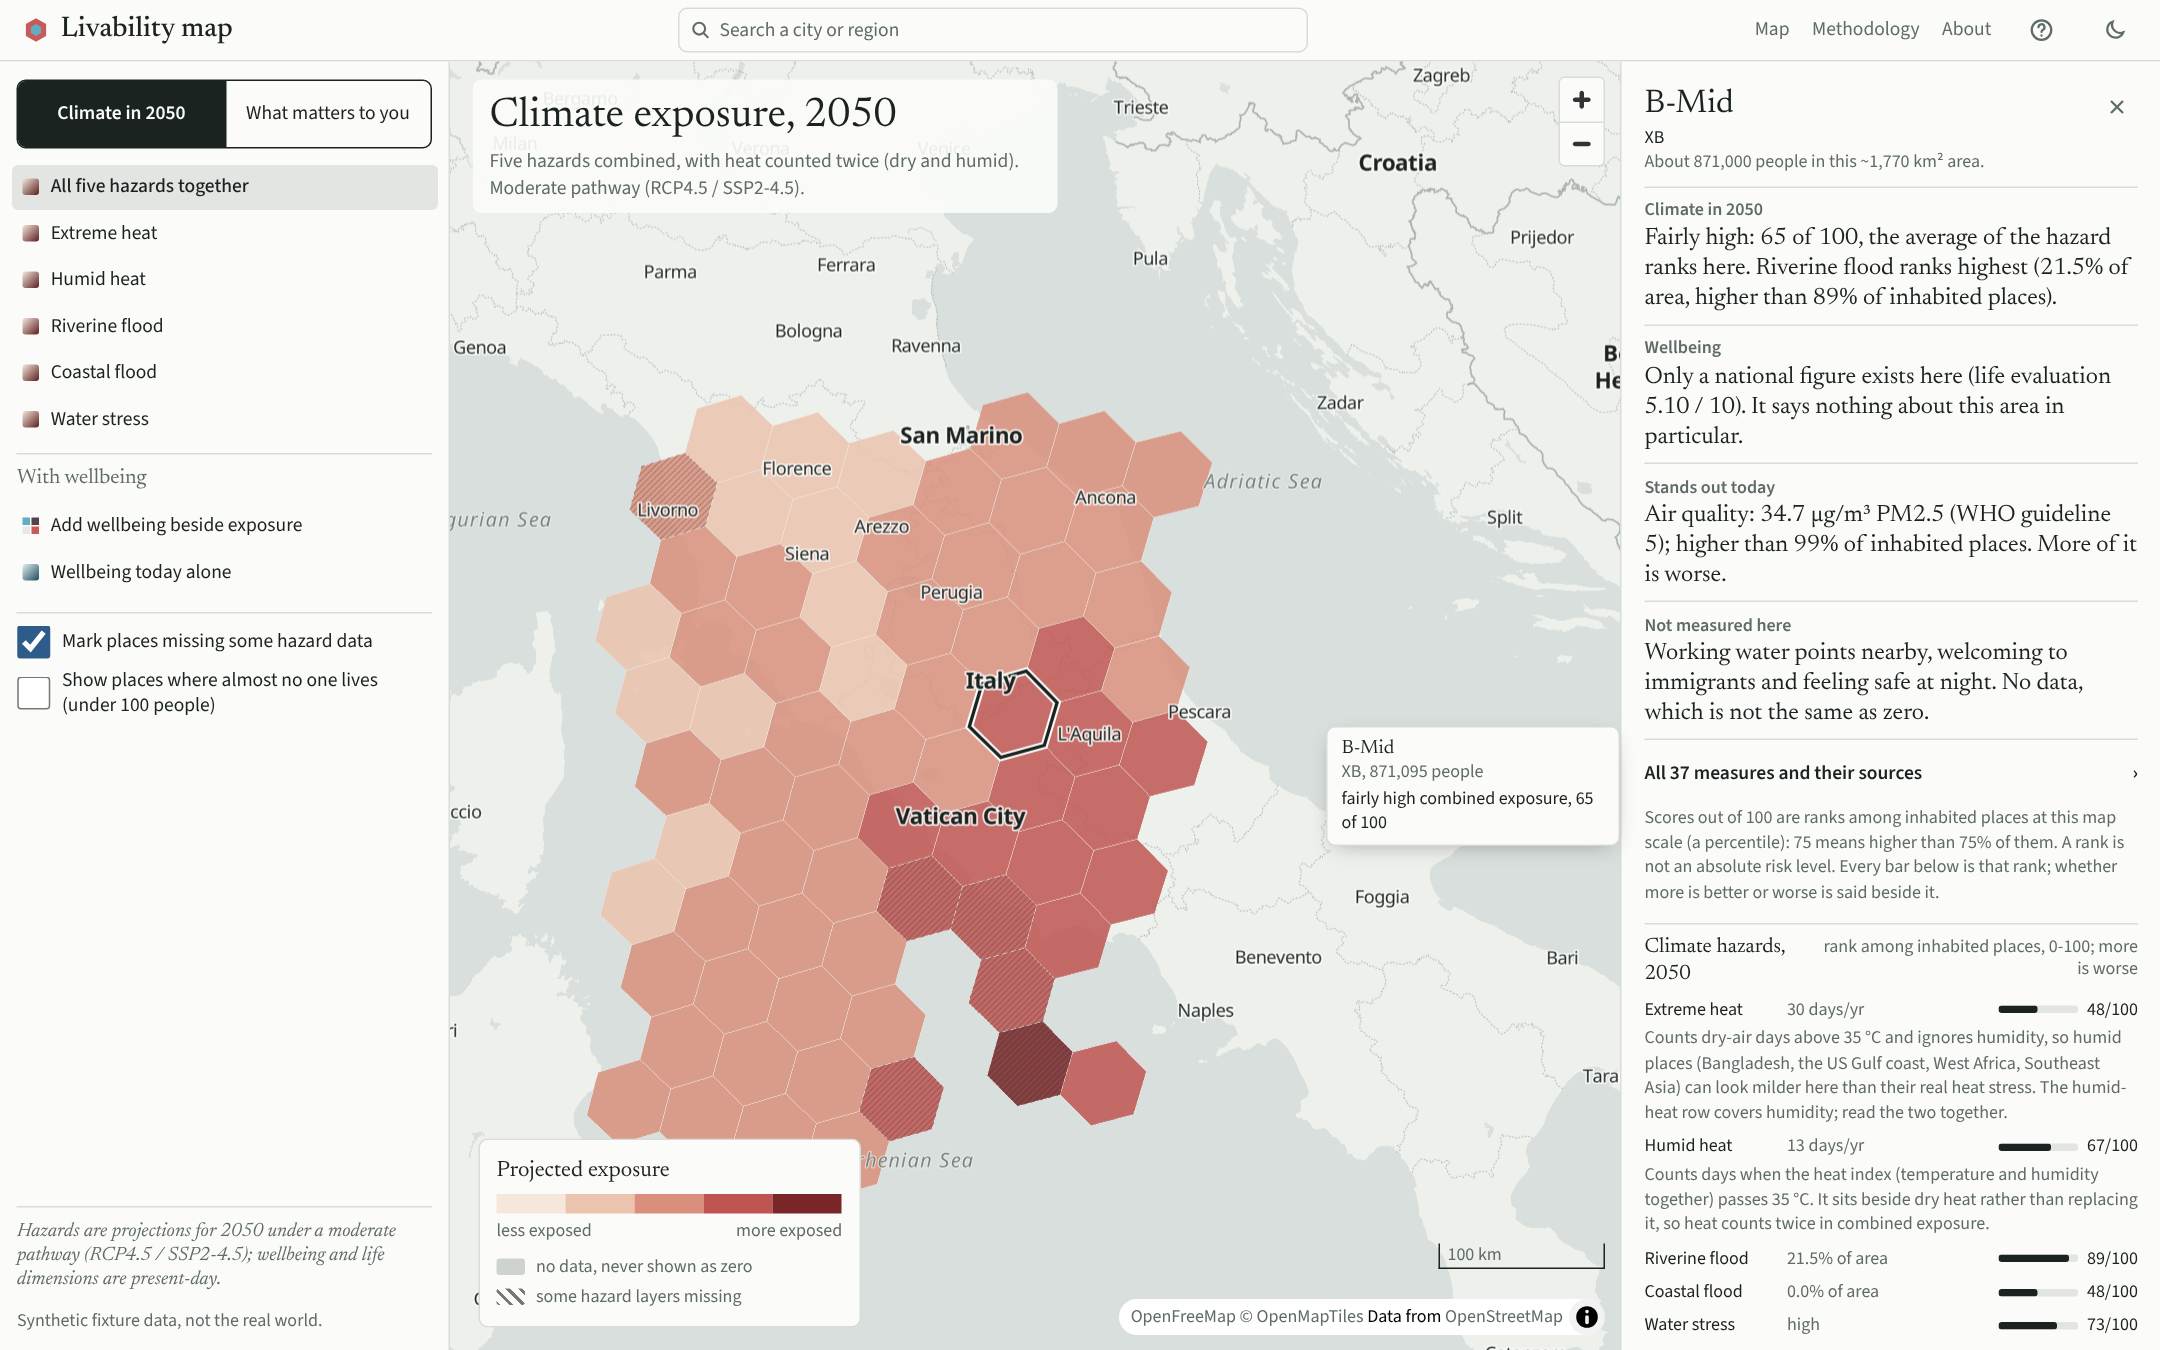 Livability map
Search a city or region
Map
Methodology
About
Climate in 2050
What matters to you
All five hazards together
Extreme heat
Humid heat
Riverine flood
Coastal flood
Water stress
With wellbeing
Add wellbeing beside exposure
Wellbeing today alone
Mark places missing some hazard data
Show places where almost no one lives
(under 100 people)
Hazards are projections for 2050 under a moderate
pathway (RCP4.5 / SSP2-4.5); wellbeing and life
dimensions are present-day.
Synthetic fixture data, not the real world.
Climate exposure, 2050
Five hazards combined, with heat counted twice (dry and humid).
Moderate pathway (RCP4.5 / SSP2-4.5).
Bergamo
Milan
Verona
Venice
Zagreb
Trieste
Croatia
Prijedor
Pula
Parma
Ferrara
Bologna
Ravenna
Genoa
Zadar
San Marino
Florence
Adriatic Sea
Ancona
Livorno
Arezzo
Split
Siena
Perugia
Italy
Pescara
L'Aquila
Vatican City
Foggia
Benevento
Bari
Naples
B-Mid
XB, 871,095 people
fairly high combined exposure, 65
of 100
Projected exposure
less exposed
more exposed
no data, never shown as zero
some hazard layers missing
100 km
OpenFreeMap © OpenMapTiles Data from OpenStreetMap
B-Mid
XB
About 871,000 people in this ~1,770 km² area.
Climate in 2050
Fairly high: 65 of 100, the average of the hazard
ranks here. Riverine flood ranks highest (21.5% of
area, higher than 89% of inhabited places).
Wellbeing
Only a national figure exists here (life evaluation
5.10 / 10). It says nothing about this area in
particular.
Stands out today
Air quality: 34.7 µg/m³ PM2.5 (WHO guideline
5); higher than 99% of inhabited places. More of it
is worse.
Not measured here
Working water points nearby, welcoming to
immigrants and feeling safe at night. No data,
which is not the same as zero.
All 37 measures and their sources
Scores out of 100 are ranks among inhabited places at this map
scale (a percentile): 75 means higher than 75% of them. A rank is
not an absolute risk level. Every bar below is that rank; whether
more is better or worse is said beside it.
Climate hazards,
2050
rank among inhabited places, 0-100; more
is worse
Extreme heat 30 days/yr 48/100
Counts dry-air days above 35 °C and ignores humidity, so humid
places (Bangladesh, the US Gulf coast, West Africa, Southeast
Asia) can look milder here than their real heat stress. The humid-
heat row covers humidity; read the two together.
Humid heat 13 days/yr 67/100
Counts days when the heat index (temperature and humidity
together) passes 35 °C. It sits beside dry heat rather than replacing
it, so heat counts twice in combined exposure.
Riverine flood 21.5% of area 89/100
Coastal flood 0.0% of area 48/100
Water stress high 73/100